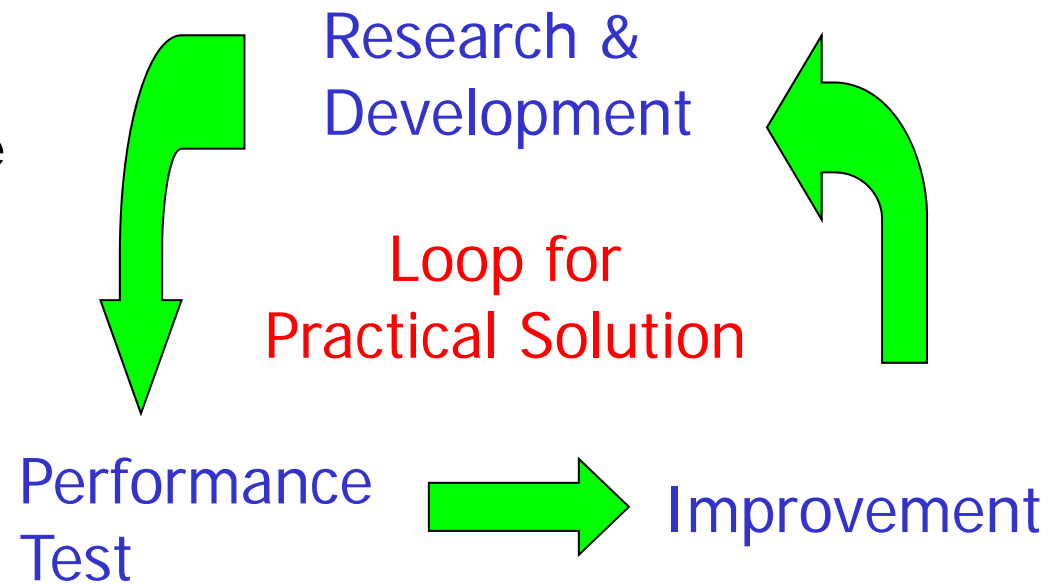 Research &
Development
e
Loop for
Practical Solution
Performance
Test
Improvement